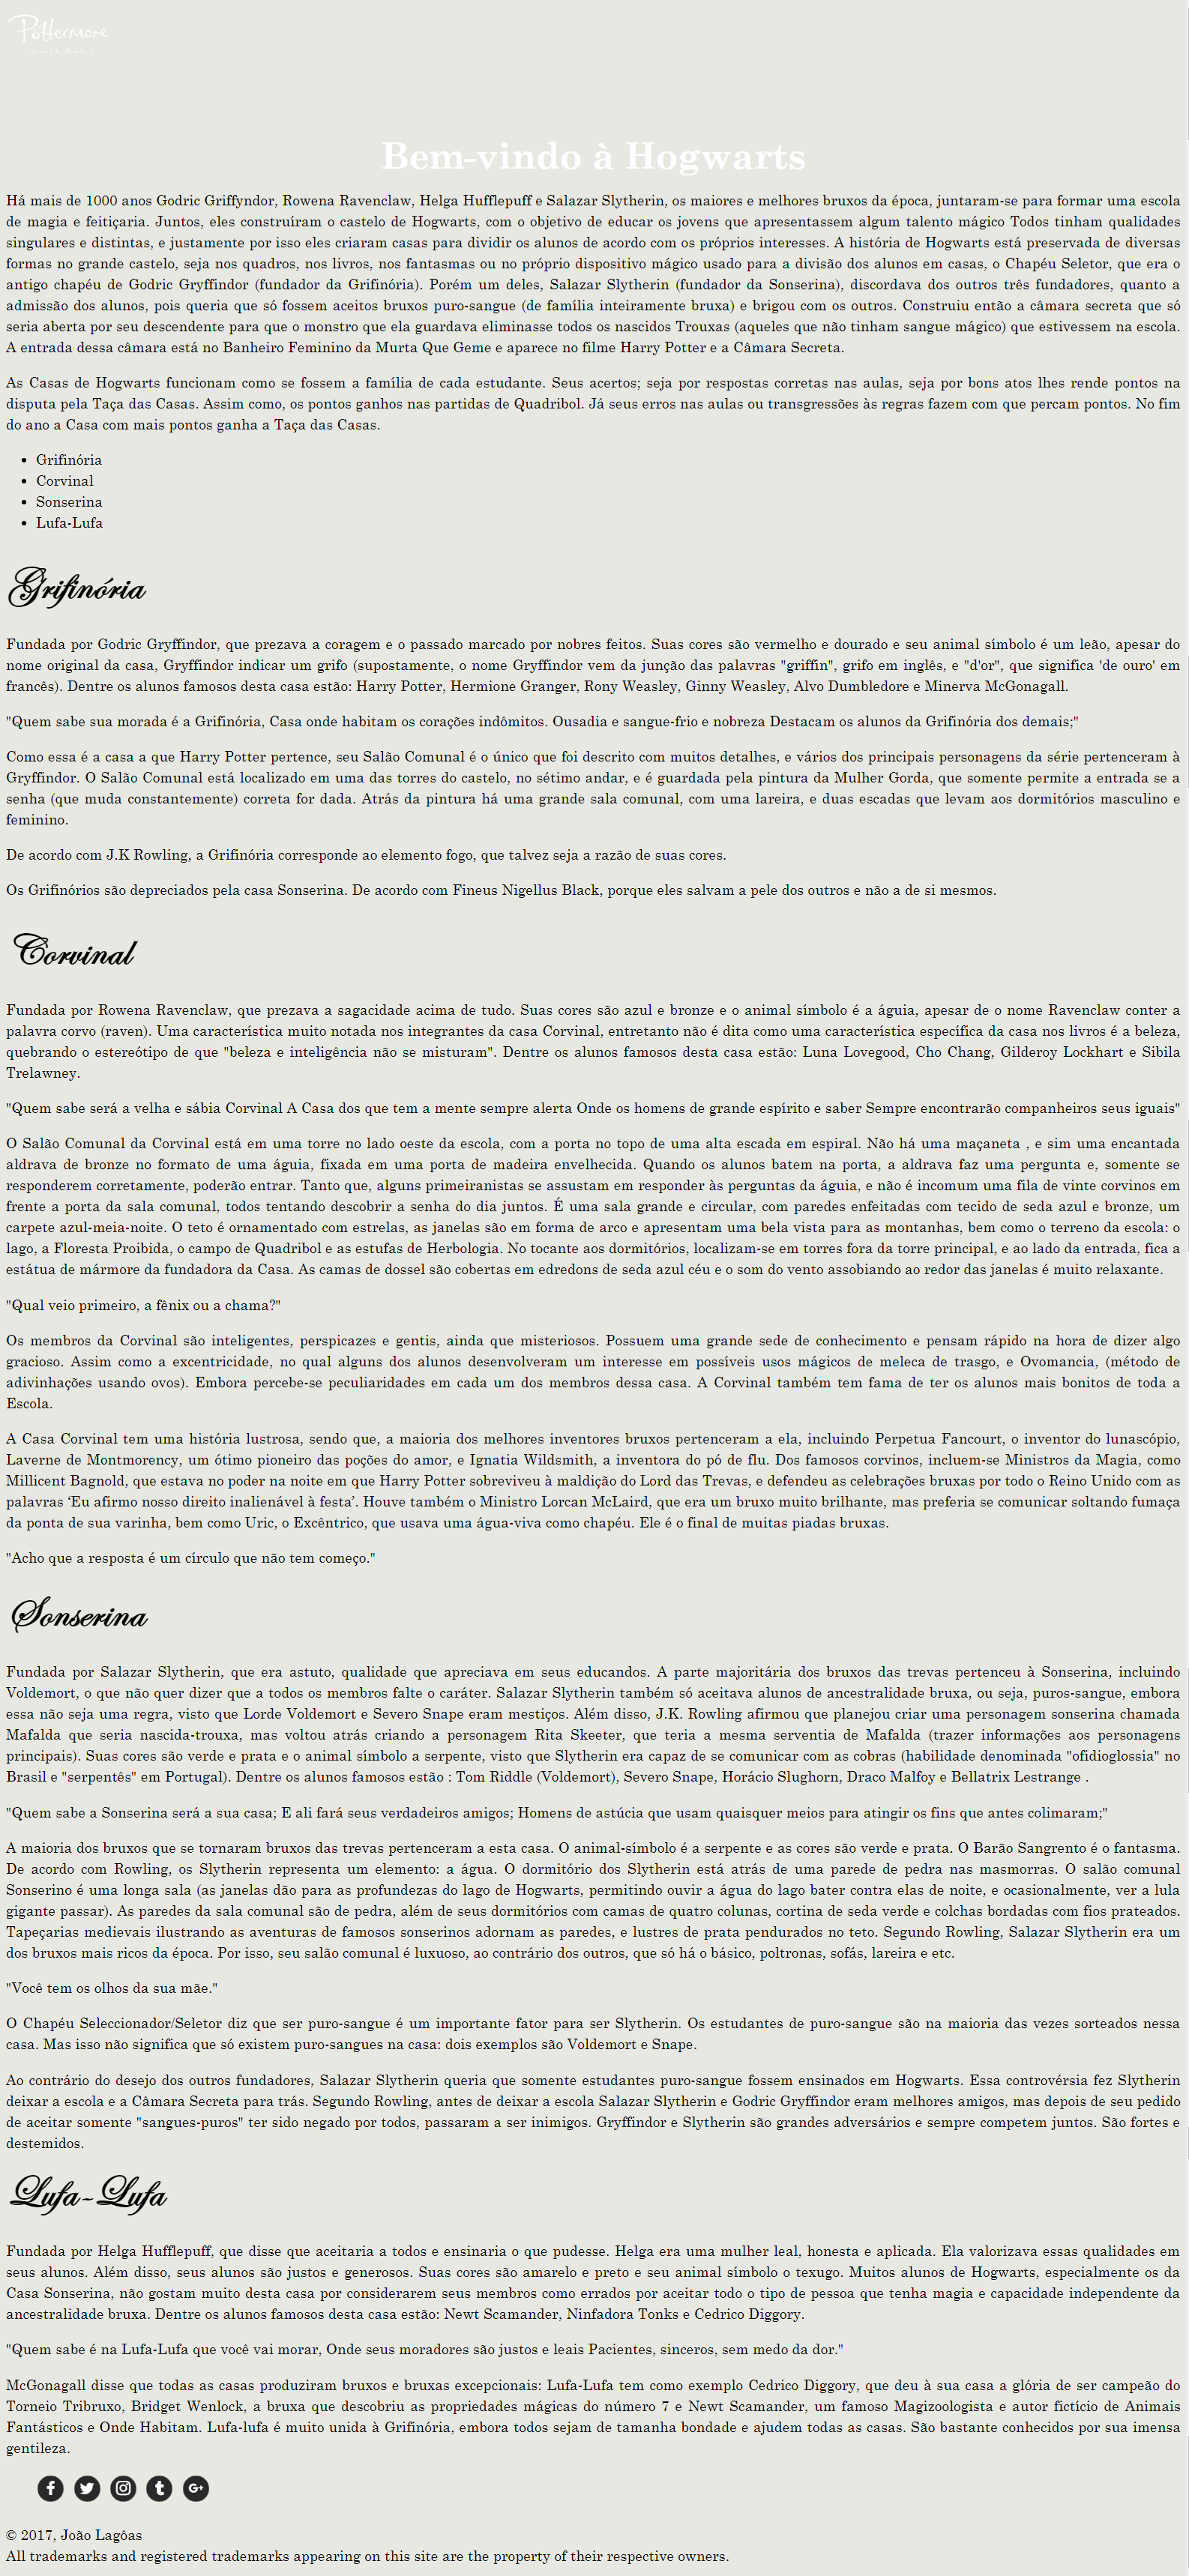 Pottermore
Bem-vindo à Hogwarts
Há mais de 1000 anos Godric Griffyndor, Rowena Ravenclaw, Helga Hufflepuff e Salazar Slytherin, os maiores e melhores bruxos da época, juntaram-se para formar uma escola
de magia e feitiçaria. Juntos, eles construíram o castelo de Hogwarts, com o objetivo de educar os jovens que apresentassem algum talento mágico Todos tinham qualidades
singulares e distintas, e justamente por isso eles criaram casas para dividir os alunos de acordo com os próprios interesses. A história de Hogwarts está preservada de diversas
formas no grande castelo, seja nos quadros, nos livros, nos fantasmas ou no próprio dispositivo mágico usado para a divisão dos alunos em casas, o Chapéu Seletor, que era o
antigo chapéu de Godric Gryffindor (fundador da Grifinória). Porém um deles, Salazar Slytherin (fundador da Sonserina), discordava dos outros três fundadores, quanto a
admissão dos alunos, pois queria que só fossem aceitos bruxos puro-sangue (de família inteiramente bruxa) e brigou com os outros. Construiu então a câmara secreta que só
seria aberta por seu descendente para que o monstro que ela guardava eliminasse todos os nascidos Trouxas (aqueles que não tinham sangue mágico) que estivessem na escola.
A entrada dessa câmara está no Banheiro Feminino da Murta Que Geme e aparece no filme Harry Potter e a Câmara Secreta.
As Casas de Hogwarts funcionam como se fossem a família de cada estudante. Seus acertos; seja por respostas corretas nas aulas, seja por bons atos lhes rende pontos na
disputa pela Taça das Casas. Assim como, os pontos ganhos nas partidas de Quadribol. Já seus erros nas aulas ou transgressões às regras fazem com que percam pontos. No fim
do ano a Casa com mais pontos ganha a Taça das Casas.
• Grifinória
• Corvinal
• Sonserina
• Lufa-Lufa
Grifinória
Fundada por Godric Gryffindor, que prezava a coragem e o passado marcado por nobres feitos. Suas cores são vermelho e dourado e seu animal símbolo é um leão, apesar do
nome original da casa, Gryffindor indicar um grifo (supostamente, o nome Gryffindor vem da junção das palavras "griffin", grifo em inglês, e "d'or", que significa 'de ouro' em
francês). Dentre os alunos famosos desta casa estão: Harry Potter, Hermione Granger, Rony Weasley, Ginny Weasley, Alvo Dumbledore e Minerva McGonagall.
"Quem sabe sua morada é a Grifinória, Casa onde habitam os corações indômitos. Ousadia e sangue-frio e nobreza Destacam os alunos da Grifinória dos demais;"
Como essa é a casa a que Harry Potter pertence, seu Salão Comunal é o único que foi descrito com muitos detalhes, e vários dos principais personagens da série pertenceram à
Gryffindor. O Salão Comunal está localizado em uma das torres do castelo, no sétimo andar, e é guardada pela pintura da Mulher Gorda, que somente permite a entrada se a
senha (que muda constantemente) correta for dada. Atrás da pintura há uma grande sala comunal, com uma lareira, e duas escadas que levam aos dormitórios masculino e
feminino.
De acordo com J.K Rowling, a Grifinória corresponde ao elemento fogo, que talvez seja a razão de suas cores.
Os Grifinórios são depreciados pela casa Sonserina. De acordo com Fineus Nigellus Black, porque eles salvam a pele dos outros e não a de si mesmos.
Corvinal
Fundada por Rowena Ravenclaw, que prezava a sagacidade acima de tudo. Suas cores são azul e bronze e o animal símbolo é a águia, apesar de o nome Ravenclaw conter a
palavra corvo (raven). Uma característica muito notada nos integrantes da casa Corvinal, entretanto não é dita como uma característica específica da casa nos livros é a beleza,
quebrando o estereótipo de que "beleza e inteligência não se misturam". Dentre os alunos famosos desta casa estão: Luna Lovegood, Cho Chang, Gilderoy Lockhart e Sibila
Trelawney.
"Quem sabe será a velha e sábia Corvinal A Casa dos que tem a mente sempre alerta Onde os homens de grande espírito e saber Sempre encontrarão companheiros seus iguais"
O Salão Comunal da Corvinal está em uma torre no lado oeste da escola, com a porta no topo de uma alta escada em espiral. Não há uma maçaneta , e sim uma encantada
aldrava de bronze no formato de uma águia, fixada em uma porta de madeira envelhecida. Quando os alunos batem na porta, a aldrava faz uma pergunta e, somente se
responderem corretamente, poderão entrar. Tanto que, alguns primeiranistas se assustam em responder às perguntas da águia, e não é incomum uma fila de vinte corvinos em
frente a porta da sala comunal, todos tentando descobrir a senha do dia juntos. É uma sala grande e circular, com paredes enfeitadas com tecido de seda azul e bronze, um
carpete azul-meia-noite. O teto é ornamentado com estrelas, as janelas são em forma de arco e apresentam uma bela vista para as montanhas, bem como o terreno da escola: o
lago, a Floresta Proibida, o campo de Quadribol e as estufas de Herbologia. No tocante aos dormitórios, localizam-se em torres fora da torre principal, e ao lado da entrada, fica a
estátua de mármore da fundadora da Casa. As camas de dossel são cobertas em edredons de seda azul céu e o som do vento assobiando ao redor das janelas é muito relaxante.
"Qual veio primeiro, a fênix ou a chama?"
Os membros da Corvinal são inteligentes, perspicazes e gentis, ainda que misteriosos. Possuem uma grande sede de conhecimento e pensam rápido na hora de dizer algo
gracioso. Assim como a excentricidade, no qual alguns dos alunos desenvolveram um interesse em possíveis usos mágicos de meleca de trasgo, e Ovomancia, (método de
adivinhações usando ovos). Embora percebe-se peculiaridades em cada um dos membros dessa casa. A Corvinal também tem fama de ter os alunos mais bonitos de toda a
Escola.
A Casa Corvinal tem uma história lustrosa, sendo que, a maioria dos melhores inventores bruxos pertenceram a ela, incluindo Perpetua Fancourt, o inventor do lunascópio,
Laverne de Montmorency, um ótimo pioneiro das poções do amor, e Ignatia Wildsmith, a inventora do pó de flu. Dos famosos corvinos, incluem-se Ministros da Magia, como
Millicent Bagnold, que estava no poder na noite em que Harry Potter sobreviveu à maldição do Lord das Trevas, e defendeu as celebrações bruxas por todo o Reino Unido com as
palavras ‘Eu afirmo nosso direito inalienável à festa’. Houve também o Ministro Lorcan McLaird, que era um bruxo muito brilhante, mas preferia se comunicar soltando fumaça
da ponta de sua varinha, bem como Uric, o Excêntrico, que usava uma água-viva como chapéu. Ele é o final de muitas piadas bruxas.
"Acho que a resposta é um círculo que não tem começo."
Sonserina
Fundada por Salazar Slytherin, que era astuto, qualidade que apreciava em seus educandos. A parte majoritária dos bruxos das trevas pertenceu à Sonserina, incluindo
Voldemort, o que não quer dizer que a todos os membros falte o caráter. Salazar Slytherin também só aceitava alunos de ancestralidade bruxa, ou seja, puros-sangue, embora
essa não seja uma regra, visto que Lorde Voldemort e Severo Snape eram mestiços. Além disso, J.K. Rowling afirmou que planejou criar uma personagem sonserina chamada
Mafalda que seria nascida-trouxa, mas voltou atrás criando a personagem Rita Skeeter, que teria a mesma serventia de Mafalda (trazer informações aos personagens
principais). Suas cores são verde e prata e o animal símbolo a serpente, visto que Slytherin era capaz de se comunicar com as cobras (habilidade denominada "ofidioglossia" no
Brasil e "serpentês" em Portugal). Dentre os alunos famosos estão : Tom Riddle (Voldemort), Severo Snape, Horácio Slughorn, Draco Malfoy e Bellatrix Lestrange .
"Quem sabe a Sonserina será a sua casa; E ali fará seus verdadeiros amigos; Homens de astúcia que usam quaisquer meios para atingir os fins que antes colimaram;"
A maioria dos bruxos que se tornaram bruxos das trevas pertenceram a esta casa. O animal-símbolo é a serpente e as cores são verde e prata. O Barão Sangrento é o fantasma.
De acordo com Rowling, os Slytherin representa um elemento: a água. O dormitório dos Slytherin está atrás de uma parede de pedra nas masmorras. O salão comunal
Sonserino é uma longa sala (as janelas dão para as profundezas do lago de Hogwarts, permitindo ouvir a água do lago bater contra elas de noite, e ocasionalmente, ver a lula
gigante passar). As paredes da sala comunal são de pedra, além de seus dormitórios com camas de quatro colunas, cortina de seda verde e colchas bordadas com fios prateados.
Tapeçarias medievais ilustrando as aventuras de famosos sonserinos adornam as paredes, e lustres de prata pendurados no teto. Segundo Rowling, Salazar Slytherin era um
dos bruxos mais ricos da época. Por isso, seu salão comunal é luxuoso, ao contrário dos outros, que só há o básico, poltronas, sofás, lareira e etc.
"Você tem os olhos da sua mãe."
O Chapéu Seleccionador/Seletor diz que ser puro-sangue é um importante fator para ser Slytherin. Os estudantes de puro-sangue são na maioria das vezes sorteados nessa
casa. Mas isso não significa que só existem puro-sangues na casa: dois exemplos são Voldemort e Snape.
Ao contrário do desejo dos outros fundadores, Salazar Slytherin queria que somente estudantes puro-sangue fossem ensinados em Hogwarts. Essa controvérsia fez Slytherin
deixar a escola e a Câmara Secreta para trás. Segundo Rowling, antes de deixar a escola Salazar Slytherin e Godric Gryffindor eram melhores amigos, mas depois de seu pedido
de aceitar somente "sangues-puros" ter sido negado por todos, passaram a ser inimigos. Gryffindor e Slytherin são grandes adversários e sempre competem juntos. São fortes e
destemidos.
Lufa-Lufa
Fundada por Helga Hufflepuff, que disse que aceitaria a todos e ensinaria o que pudesse. Helga era uma mulher leal, honesta e aplicada. Ela valorizava essas qualidades em
seus alunos. Além disso, seus alunos são justos e generosos. Suas cores são amarelo e preto e seu animal símbolo o texugo. Muitos alunos de Hogwarts, especialmente os da
Casa Sonserina, não gostam muito desta casa por considerarem seus membros como errados por aceitar todo o tipo de pessoa que tenha magia e capacidade independente da
ancestralidade bruxa. Dentre os alunos famosos desta casa estão: Newt Scamander, Ninfadora Tonks e Cedrico Diggory.
"Quem sabe é na Lufa-Lufa que você vai morar, Onde seus moradores são justos e leais Pacientes, sinceros, sem medo da dor."
McGonagall disse que todas as casas produziram bruxos e bruxas excepcionais: Lufa-Lufa tem como exemplo Cedrico Diggory, que deu à sua casa a glória de ser campeão do
Torneio Tribruxo, Bridget Wenlock, a bruxa que descobriu as propriedades mágicas do número 7 e Newt Scamander, um famoso Magizoologista e autor fictício de Animais
Fantásticos e Onde Habitam. Lufa-lufa é muito unida à Grifinória, embora todos sejam de tamanha bondade e ajudem todas as casas. São bastante conhecidos por sua imensa
gentileza.
© 2017, João Lagôas
All trademarks and registered trademarks appearing on this site are the property of their respective owners.